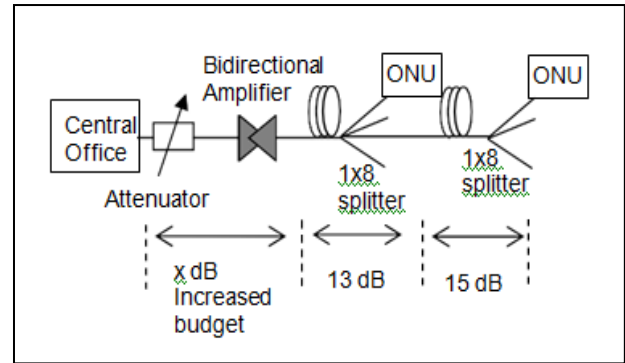 Bidirectional
Amplifier
ONU
ONU
Central
Office
Attenuator
1x8
splitter
1x8
splitter
x dB
Increased
budget
13 dB
15 dB